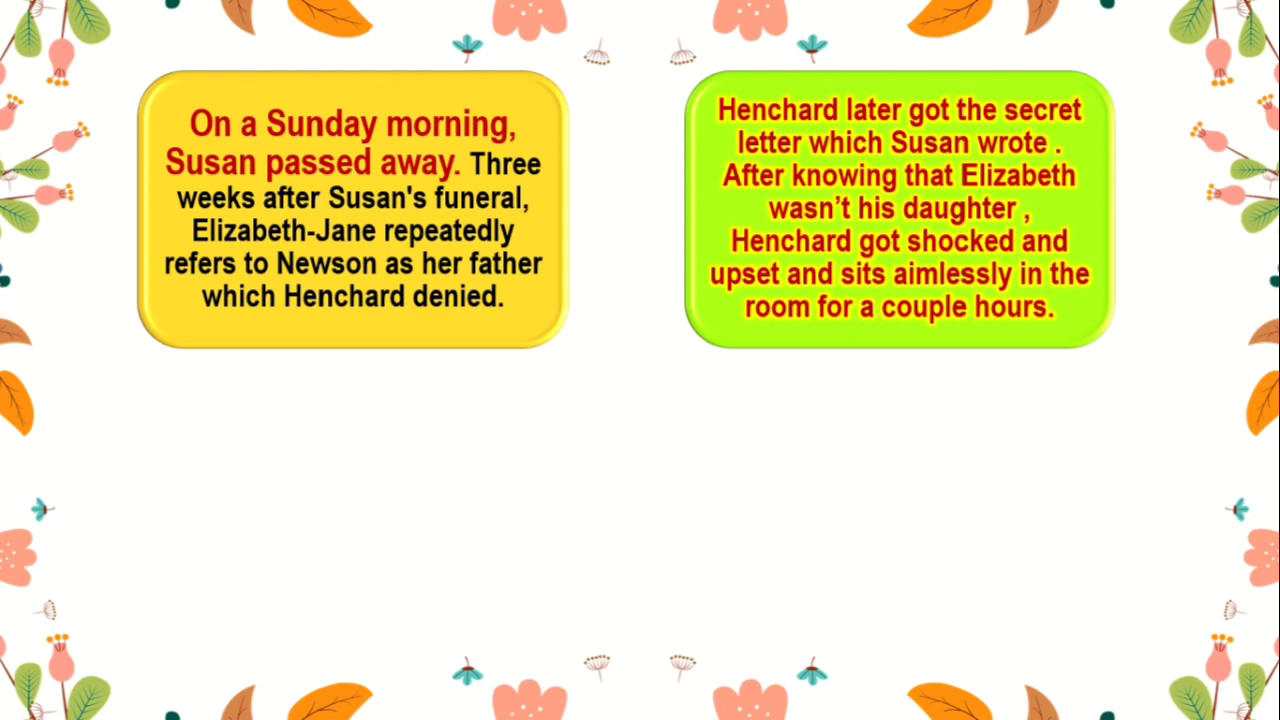 On a Sunday morning,
Susan passed away. Three
weeks after Susan's funeral,
Elizabeth-Jane repeatedly
refers to Newson as her father
which Henchard denied.
Henchard later got the secret
letter which Susan wrote .
After knowing that Elizabeth
wasn’t his daughter ,
Henchard got shocked and
upset and sits aimlessly in the
room for a couple hours.